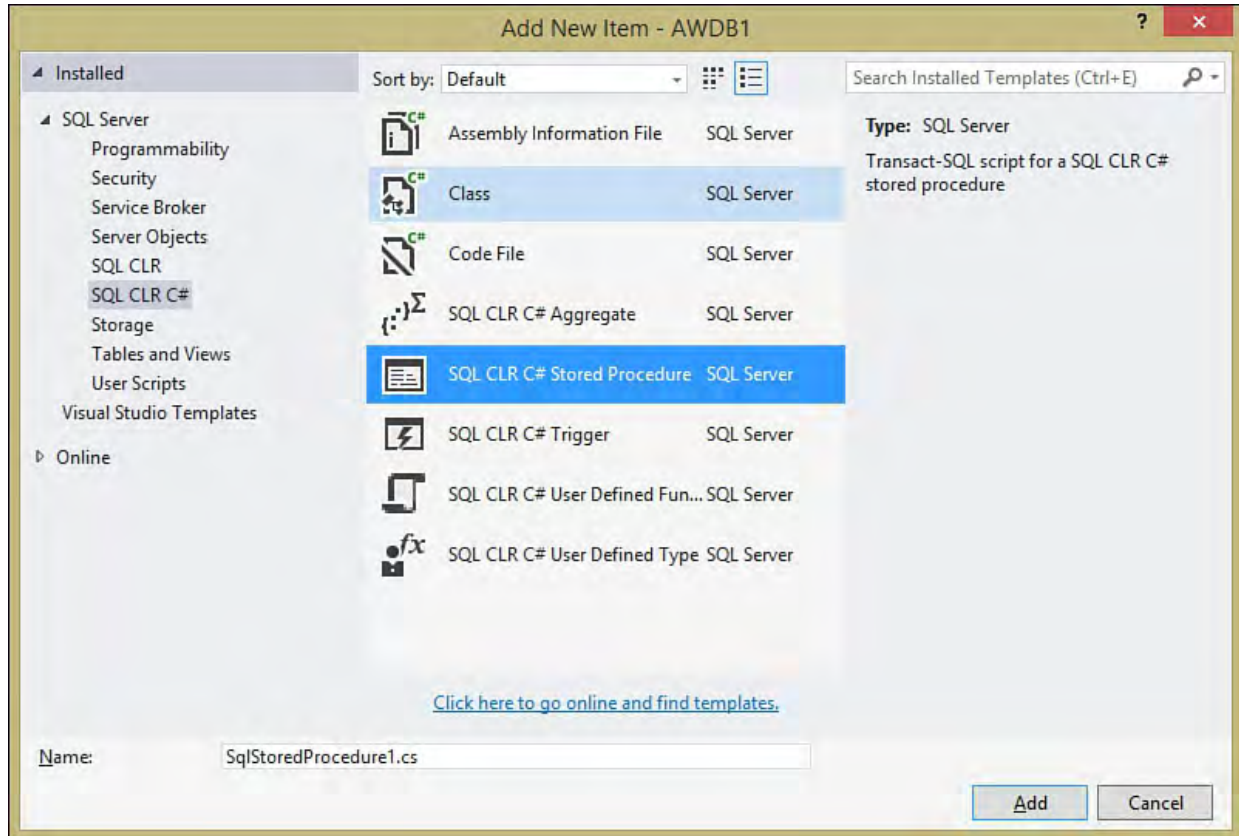 Add New Item - AWDB1
?
Installed
Sort by: Default
Search Installed Templates (Ctrl+E)
SQL Server
Programmability
Security
Service Broker
Server Objects
SQL CLR
SQL CLR C#
Storage
Tables and Views
User Scripts
Visual Studio Templates
Online
C# Assembly Information File SQL Server
C# Class SQL Server
C# Code File SQL Server
{:}Σ SQL CLR C# Aggregate SQL Server
SQL CLR C# Stored Procedure SQL Server
SQL CLR C# Trigger SQL Server
SQL CLR C# User Defined Fun... SQL Server
fx SQL CLR C# User Defined Type SQL Server
Type: SQL Server
Transact-SQL script for a SQL CLR C#
stored procedure
Click here to go online and find templates.
Name: SqlStoredProcedure1.cs
Add Cancel